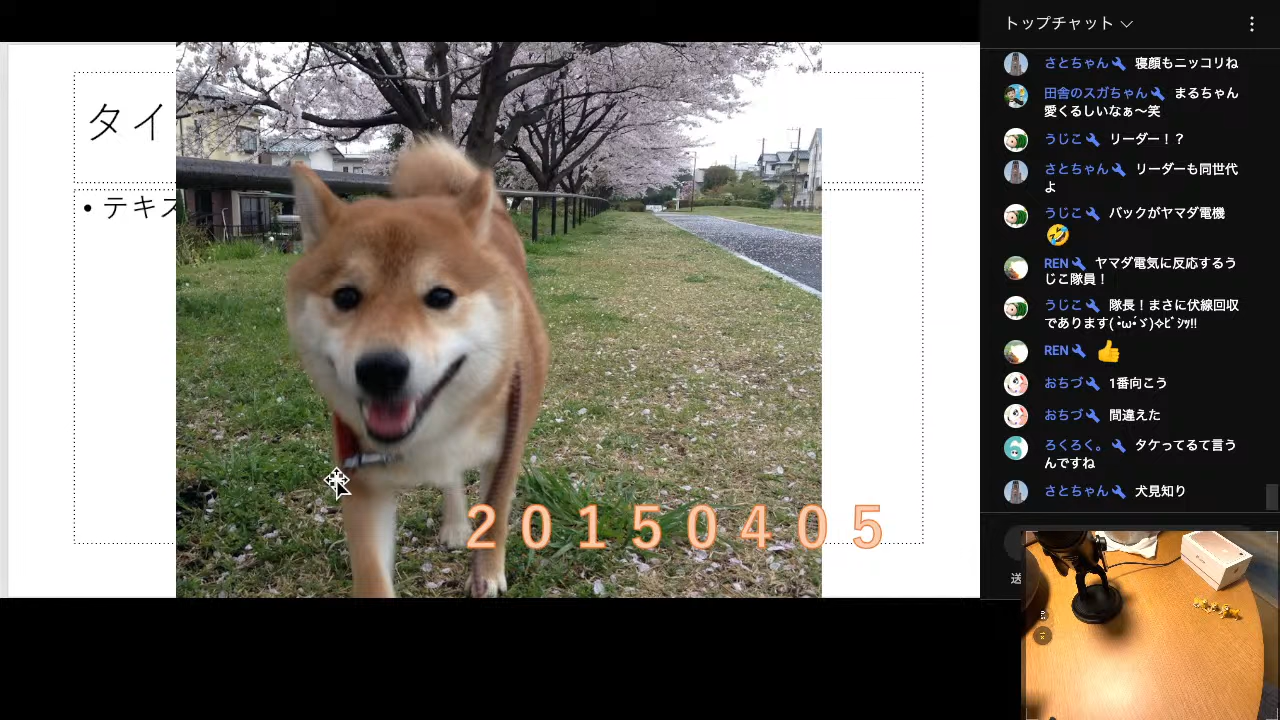 タイ
• テキス
20150405
トップチャット
さとちゃん 寝顔もニッコリね
田舎のスガちゃん まるちゃん
愛くるしいなぁ〜笑
うじこ リーダー！？
さとちゃん リーダーも同世代
よ
うじこ バックがヤマダ電機
🤣
REN ヤマダ電気に反応するう
じこ隊員！
うじこ 隊長！まさに伏線回収
であります( •̀ω•́ゞ)✧ﾋﾞｼｯ!!
REN 👍
おちづ 1番向こう
おちづ 間違えた
ろくろく。 タケってるて言う
んですね
さとちゃん 犬見知り
送